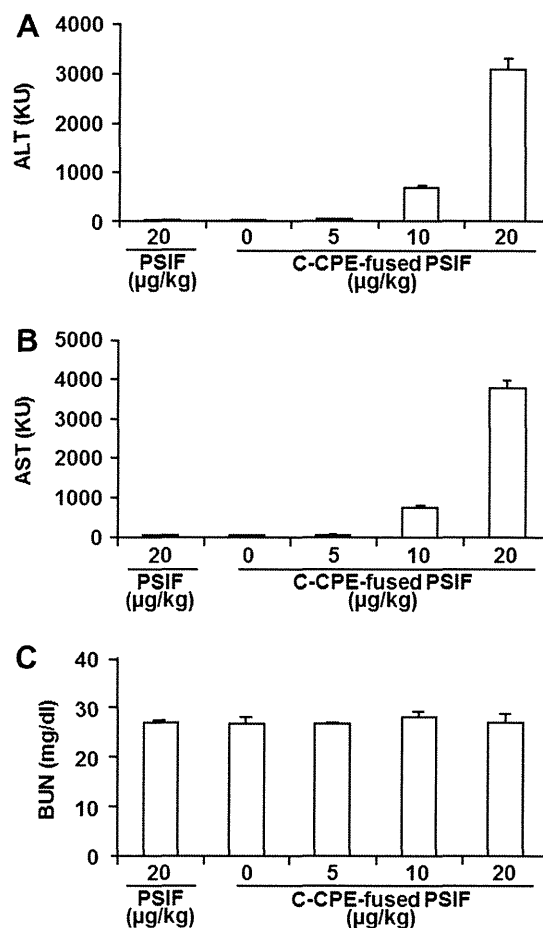 A
ALT (KU)
4000
3000
2000
1000
0
20 0 5 10 20
PSIF C-CPE-fused PSIF
(µg/kg) (µg/kg)
B
AST (KU)
5000
4000
3000
2000
1000
0
20 0 5 10 20
PSIF C-CPE-fused PSIF
(µg/kg) (µg/kg)
C
BUN (mg/dl)
40
30
20
10
0
20 0 5 10 20
PSIF C-CPE-fused PSIF
(µg/kg) (µg/kg)